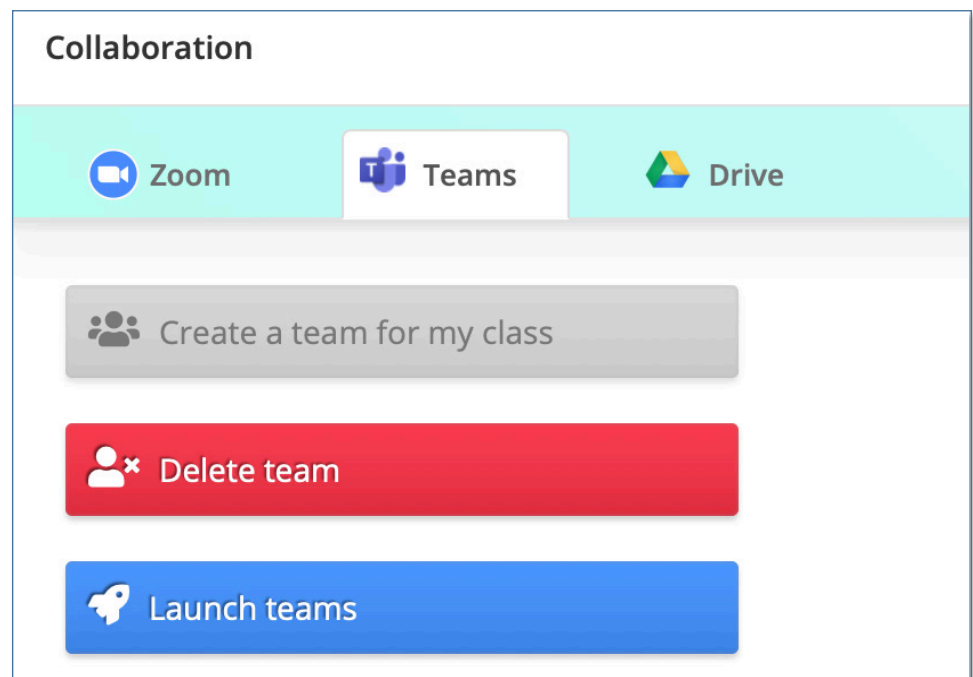 Collaboration
Zoom Teams Drive
Create a team for my class
Delete team
Launch teams